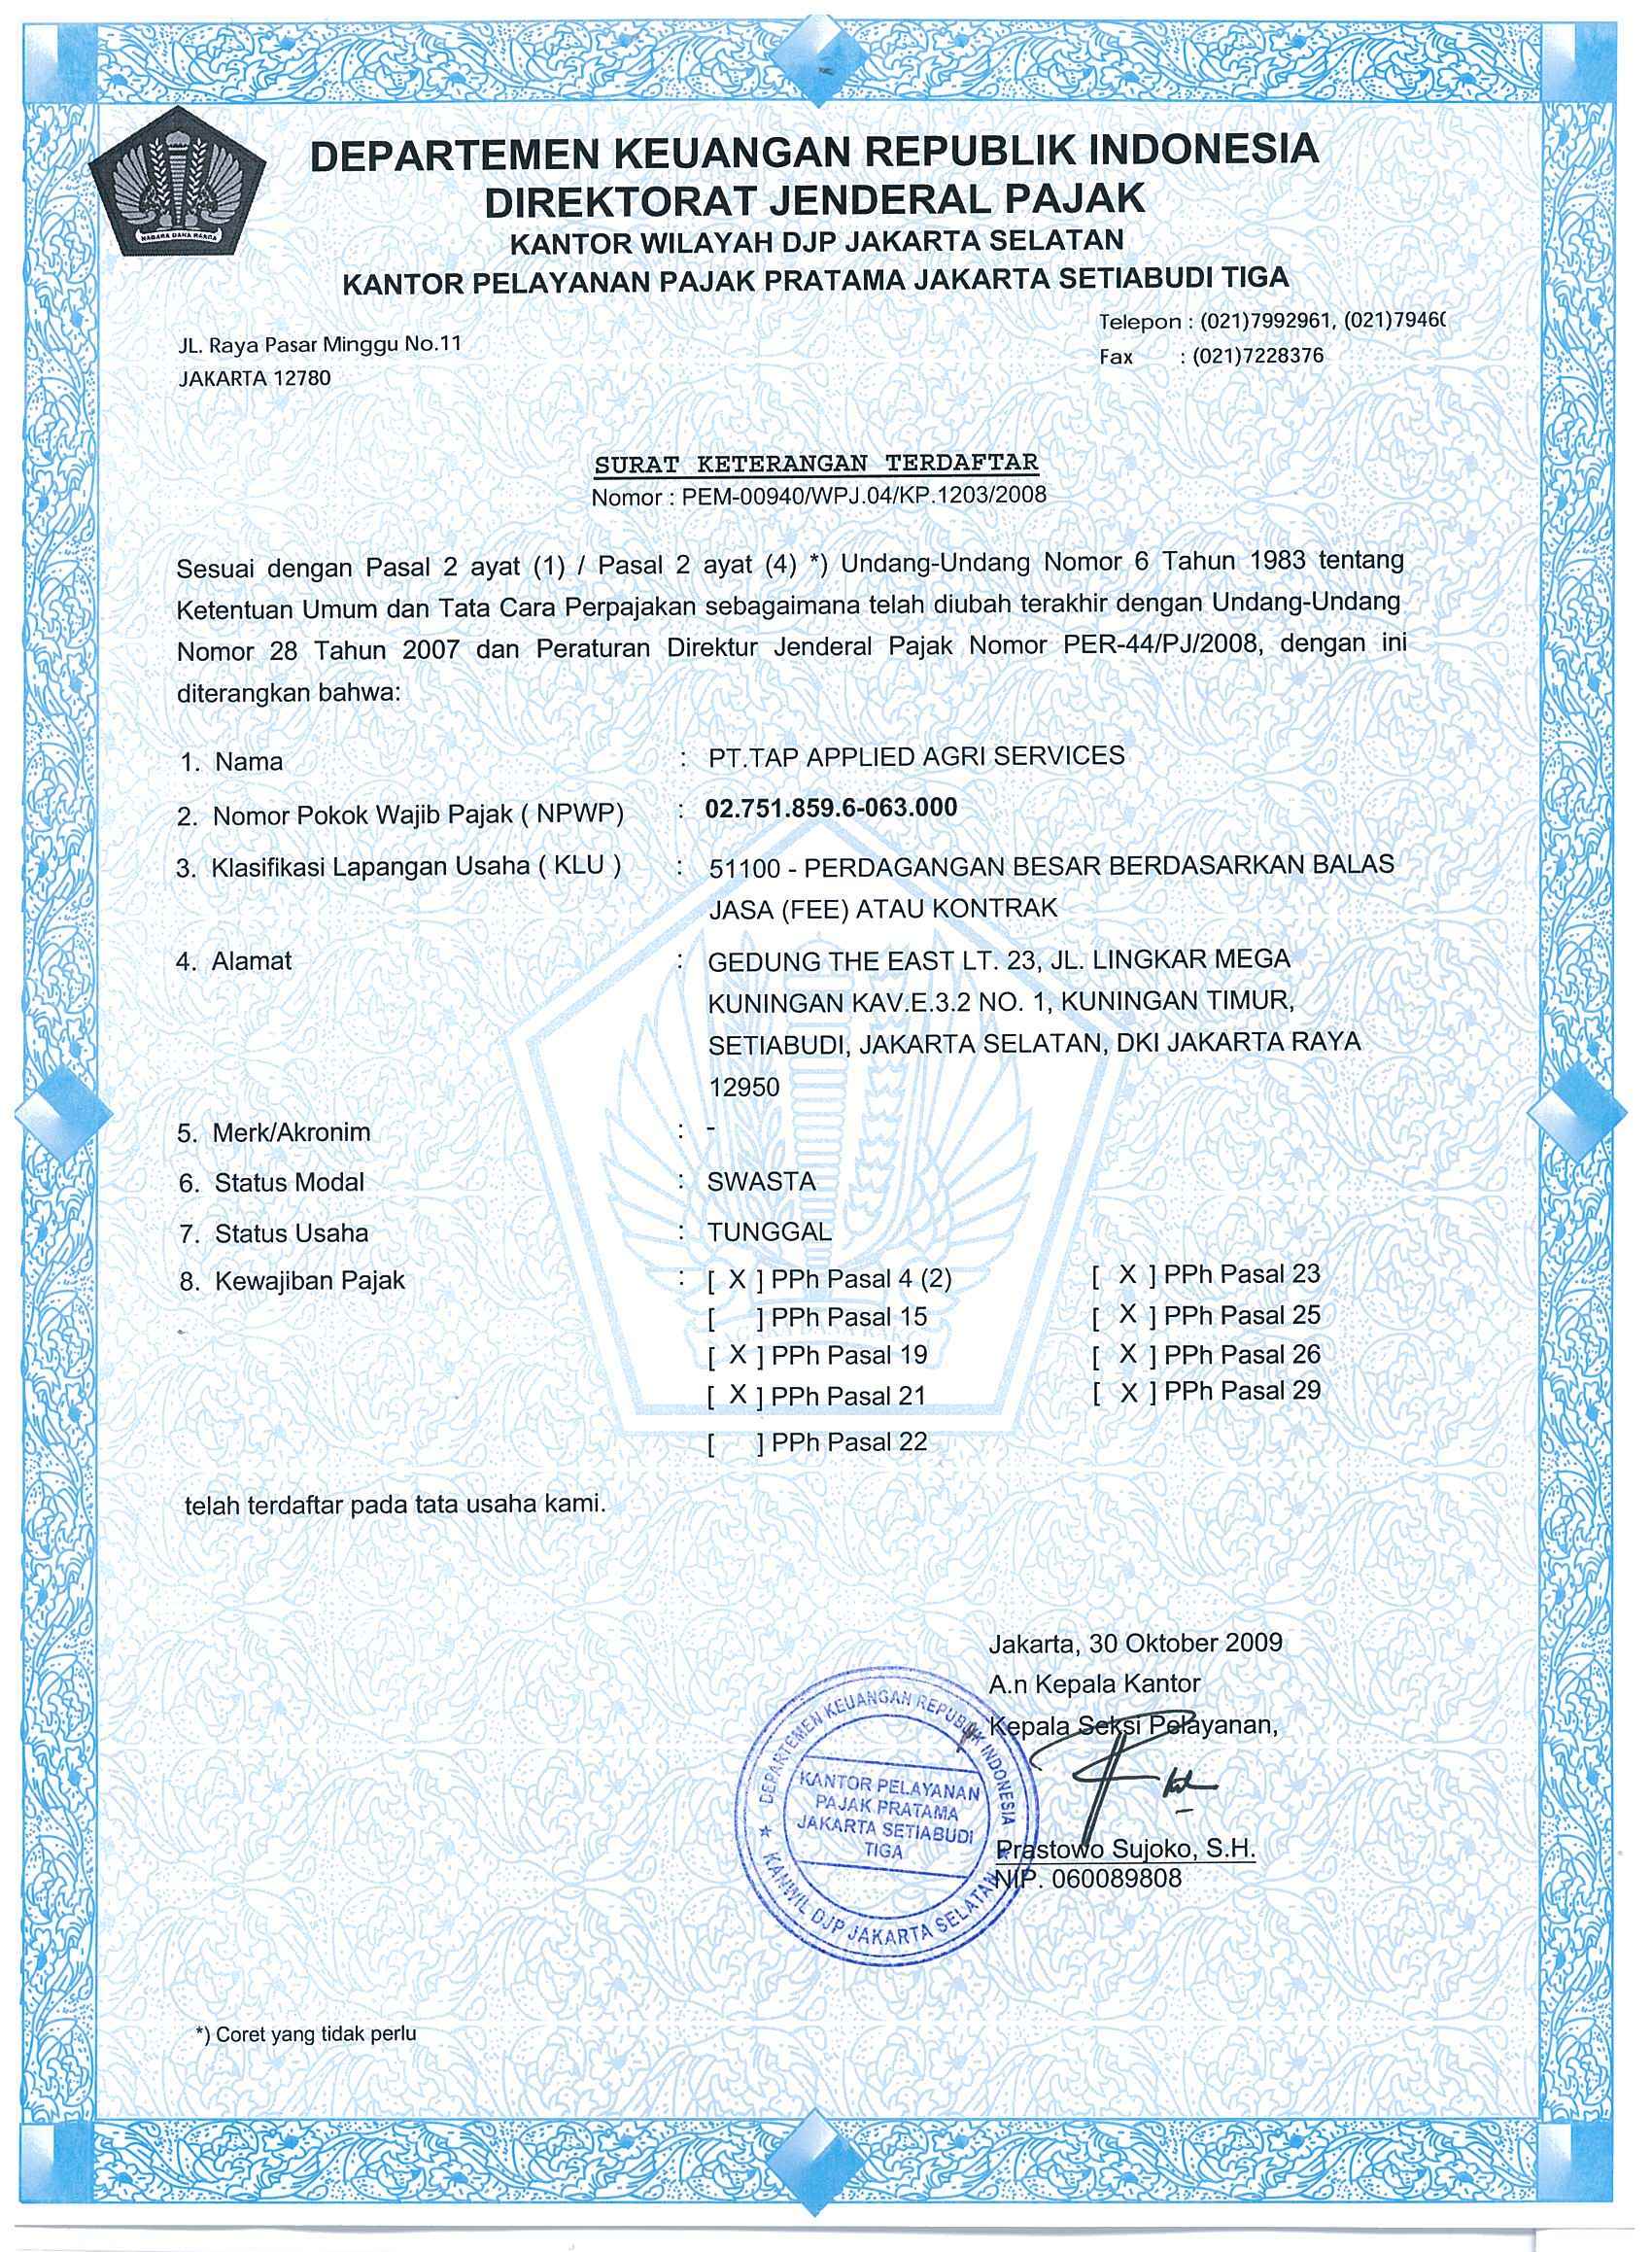 DEPARTEMEN KEUANGAN REPUBLIK INDONESIA
DIREKTORAT JENDERAL PAJAK
KANTOR WILAYAH DJP JAKARTA SELATAN
KANTOR PELAYANAN PAJAK PRATAMA JAKARTA SETIABUDI TIGA
NAGARA DANA RAKCA
JL. Raya Pasar Minggu No.11
JAKARTA 12780
Telepon : (021)7992961, (021)7946
Fax : (021)7228376
SURAT KETERANGAN TERDAFTAR
Nomor : PEM-00940/WPJ.04/KP.1203/2008
Sesuai dengan Pasal 2 ayat (1) / Pasal 2 ayat (4) *) Undang-Undang Nomor 6 Tahun 1983 tentang
Ketentuan Umum dan Tata Cara Perpajakan sebagaimana telah diubah terakhir dengan Undang-Undang
Nomor 28 Tahun 2007 dan Peraturan Direktur Jenderal Pajak Nomor PER-44/PJ/2008, dengan ini
diterangkan bahwa:
1. Nama : PT.TAP APPLIED AGRI SERVICES
2. Nomor Pokok Wajib Pajak ( NPWP) : 02.751.859.6-063.000
3. Klasifikasi Lapangan Usaha ( KLU ) : 51100 - PERDAGANGAN BESAR BERDASARKAN BALAS
JASA (FEE) ATAU KONTRAK
4. Alamat : GEDUNG THE EAST LT. 23, JL. LINGKAR MEGA
KUNINGAN KAV.E.3.2 NO. 1, KUNINGAN TIMUR,
SETIABUDI, JAKARTA SELATAN, DKI JAKARTA RAYA
12950
5. Merk/Akronim : -
6. Status Modal : SWASTA
7. Status Usaha : TUNGGAL
8. Kewajiban Pajak : [ X ] PPh Pasal 4 (2) [ X ] PPh Pasal 23
[ ] PPh Pasal 15 [ X ] PPh Pasal 25
[ X ] PPh Pasal 19 [ X ] PPh Pasal 26
[ X ] PPh Pasal 21 [ X ] PPh Pasal 29
[ ] PPh Pasal 22
telah terdaftar pada tata usaha kami.
Jakarta, 30 Oktober 2009
A.n Kepala Kantor
Kepala Seksi Pelayanan,
DEPARTEMEN KEUANGAN REPUBLIK INDONESIA
KANTOR PELAYANAN
PAJAK PRATAMA
JAKARTA SETIABUDI
TIGA
KANWIL DJP JAKARTA SELATAN
Prastowo Sujoko, S.H.
NIP. 060089808
*) Coret yang tidak perlu